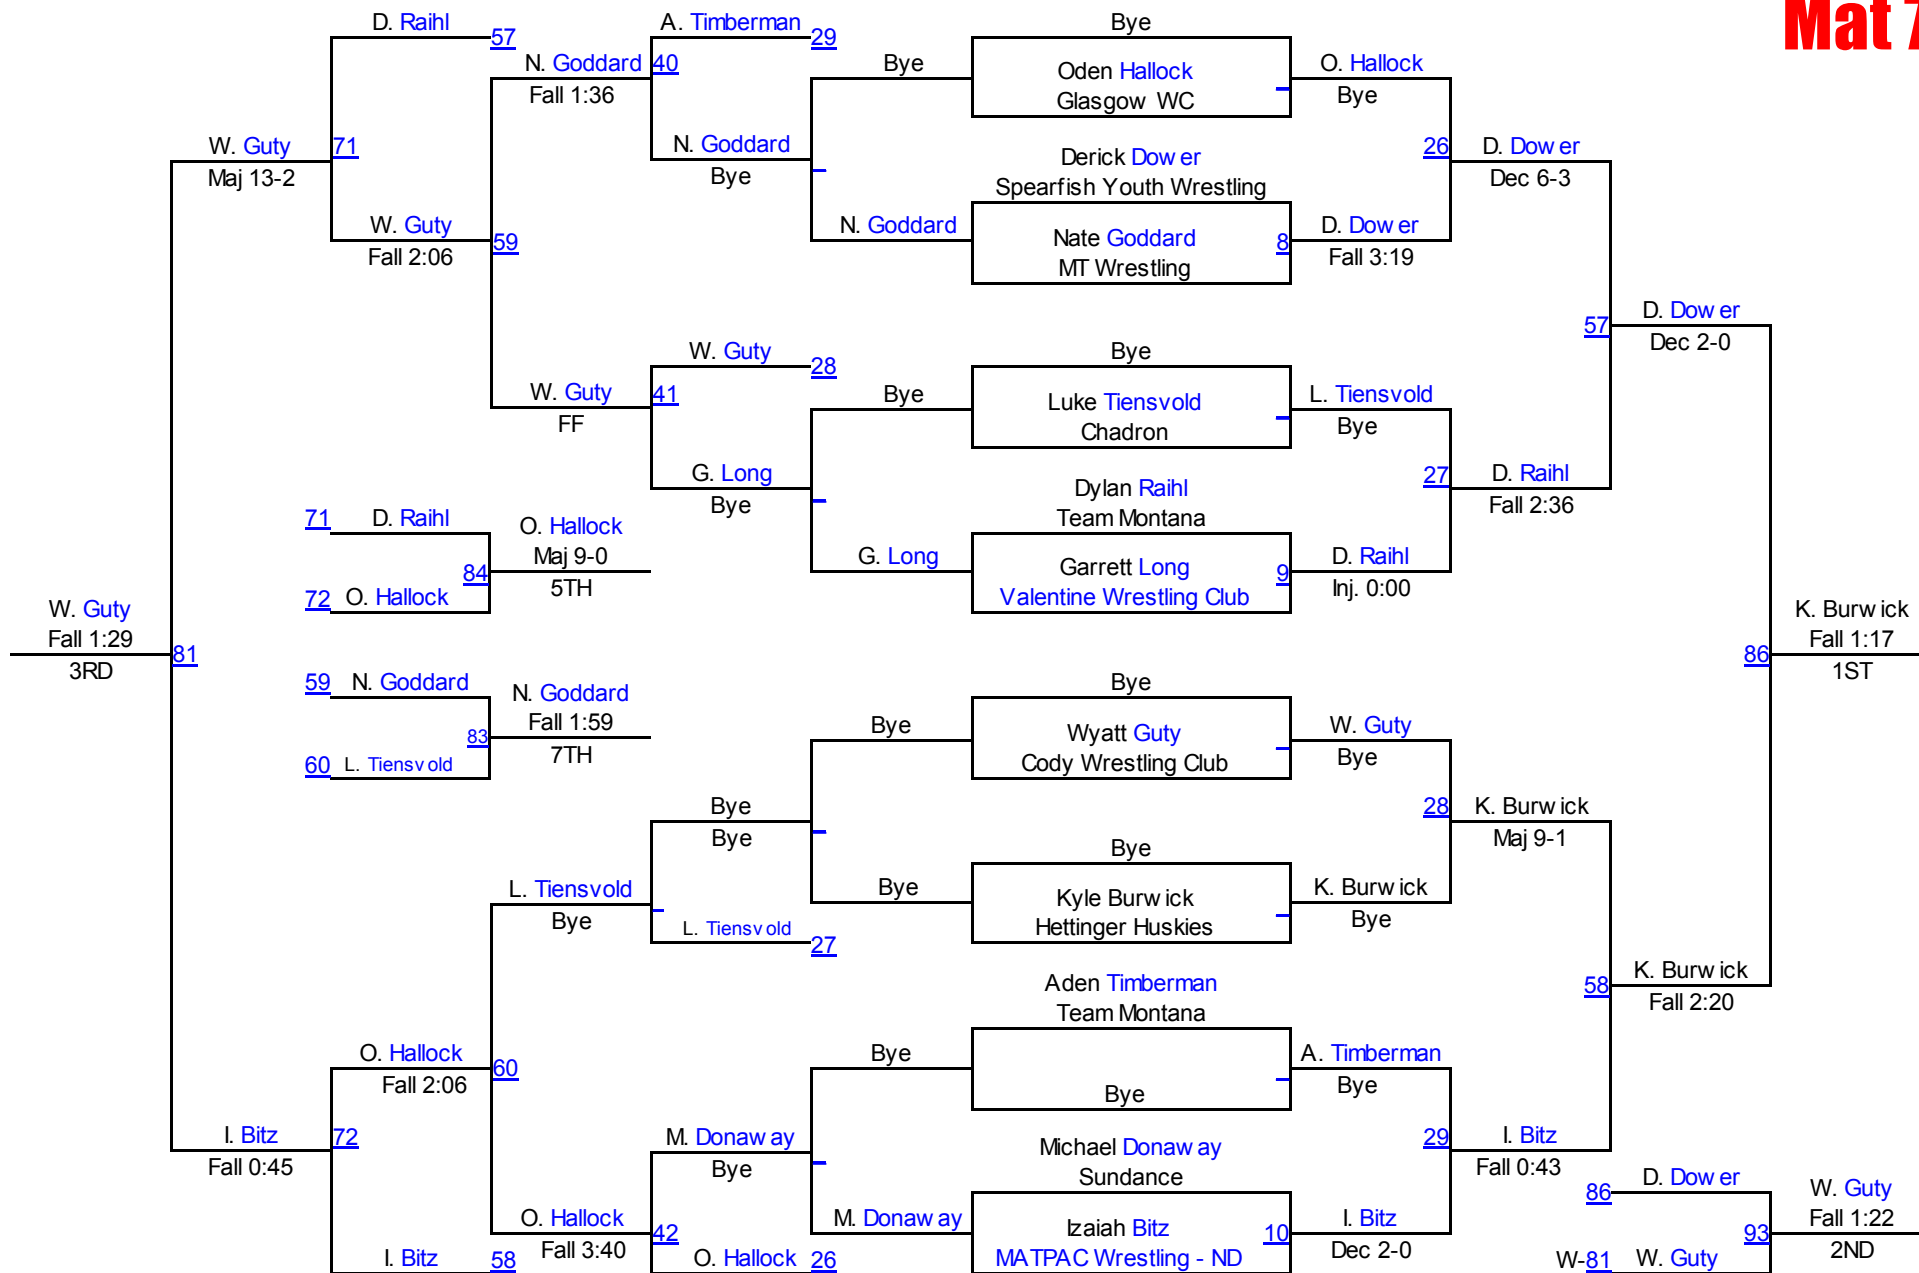 Mat 7
D. Raihl
57
A. Timberman
29
Bye
N. Goddard
40
Fall 1:36
Bye
Oden Hallock
Glasgow WC
O. Hallock
Bye
W. Guty
71
Maj 13-2
N. Goddard
Bye
Derick Dower
Spearfish Youth Wrestling
26
D. Dower
Dec 6-3
W. Guty
59
Fall 2:06
N. Goddard
Nate Goddard
8
MT Wrestling
D. Dower
Fall 3:19
57
D. Dower
Dec 2-0
W. Guty
28
Bye
W. Guty
41
FF
Bye
Luke Tiensvold
Chadron
L. Tiensvold
Bye
G. Long
Bye
Dylan Raihl
Team Montana
27
D. Raihl
Fall 2:36
71
D. Raihl
O. Hallock
Maj 9-0
84
5TH
72
O. Hallock
G. Long
Garrett Long
9
Valentine Wrestling Club
D. Raihl
Inj. 0:00
W. Guty
Fall 1:29
81
3RD
K. Burwick
Fall 1:17
86
1ST
59
N. Goddard
N. Goddard
Fall 1:59
83
7TH
60
L. Tiensvold
Bye
Bye
Wyatt Guty
Cody Wrestling Club
W. Guty
Bye
Bye
Bye
28
K. Burwick
Maj 9-1
L. Tiensvold
Bye
L. Tiensvold
27
Bye
Bye
Kyle Burwick
Hettinger Huskies
K. Burwick
Bye
Aden Timberman
Team Montana
58
K. Burwick
Fall 2:20
O. Hallock
60
Fall 2:06
Bye
Bye
A. Timberman
Bye
I. Bitz
72
Fall 0:45
M. Donaway
Bye
Michael Donaway
Sundance
29
I. Bitz
Fall 0:43
O. Hallock
42
Fall 3:40
M. Donaway
Izaiah Bitz
10
MATPAC Wrestling - ND
I. Bitz
Dec 2-0
86
D. Dower
W. Guty
Fall 1:22
93
2ND
I. Bitz
58
O. Hallock
26
W-81
W. Guty